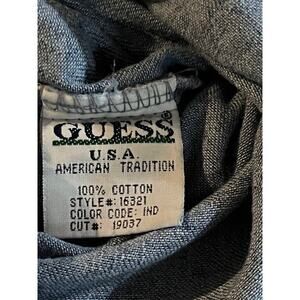 GUESS®
U.S.A.
AMERICAN TRADITION
100% COTTON
STYLE#: 16321
COLOR CODE: IND
CUT#: 19037